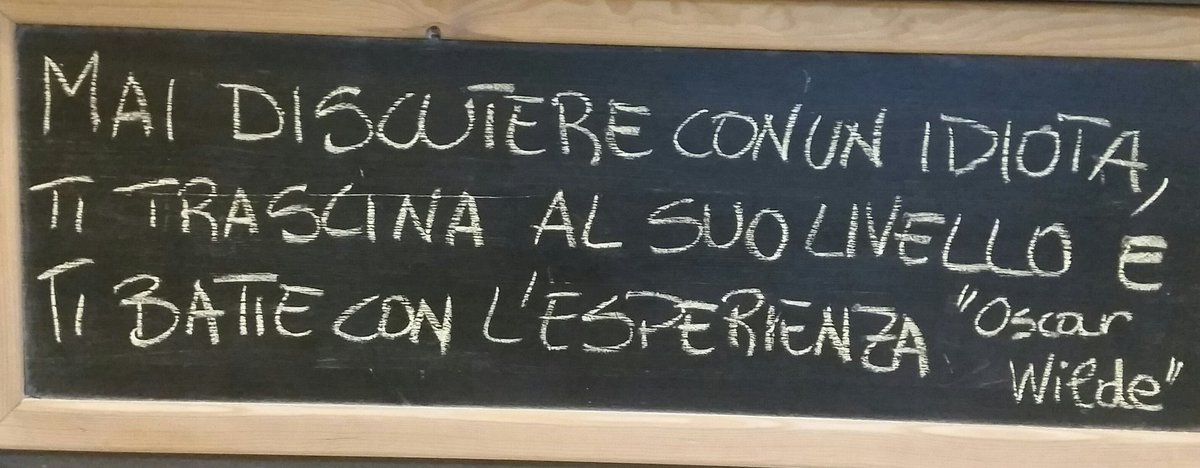 MAI DISCUTERE CON UN IDIOTA,
TI TRASCINA AL SUO LIVELLO E
TI BATTE CON L'ESPERIENZA "Oscar
Wilde"